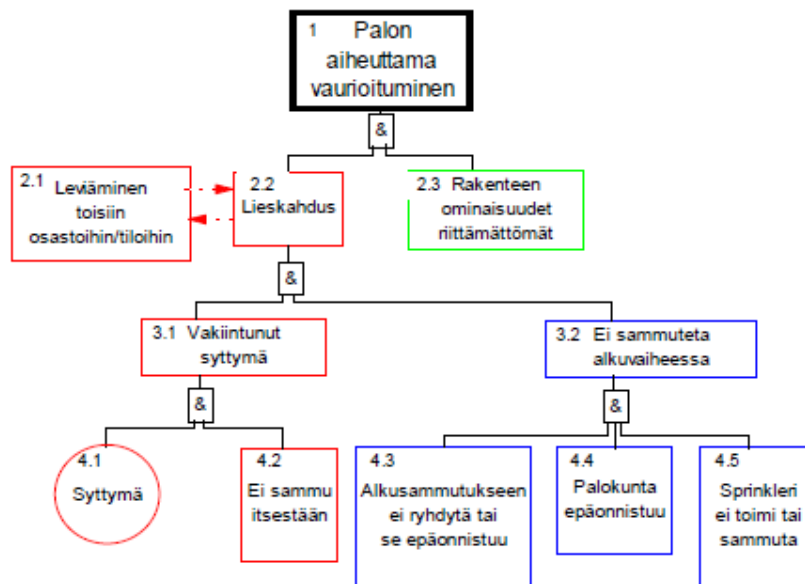 1 Palon
aiheuttama
vaurioituminen
&
2.1 Leviäminen
toisiin
osastoihin/tiloihin
2.2
Lieskahdus
2.3 Rakenteen
ominaisuudet
riittämättömät
&
3.1 Vakiintunut
syttymä
3.2 Ei sammuteta
alkuvaiheessa
&
&
4.1
Syttymä
4.2
Ei sammu
itsestään
4.3
Alkusammutukseen
ei ryhdytä tai
se epäonnistuu
4.4
Palokunta
epäonnistuu
4.5
Sprinkleri
ei toimi tai
sammuta